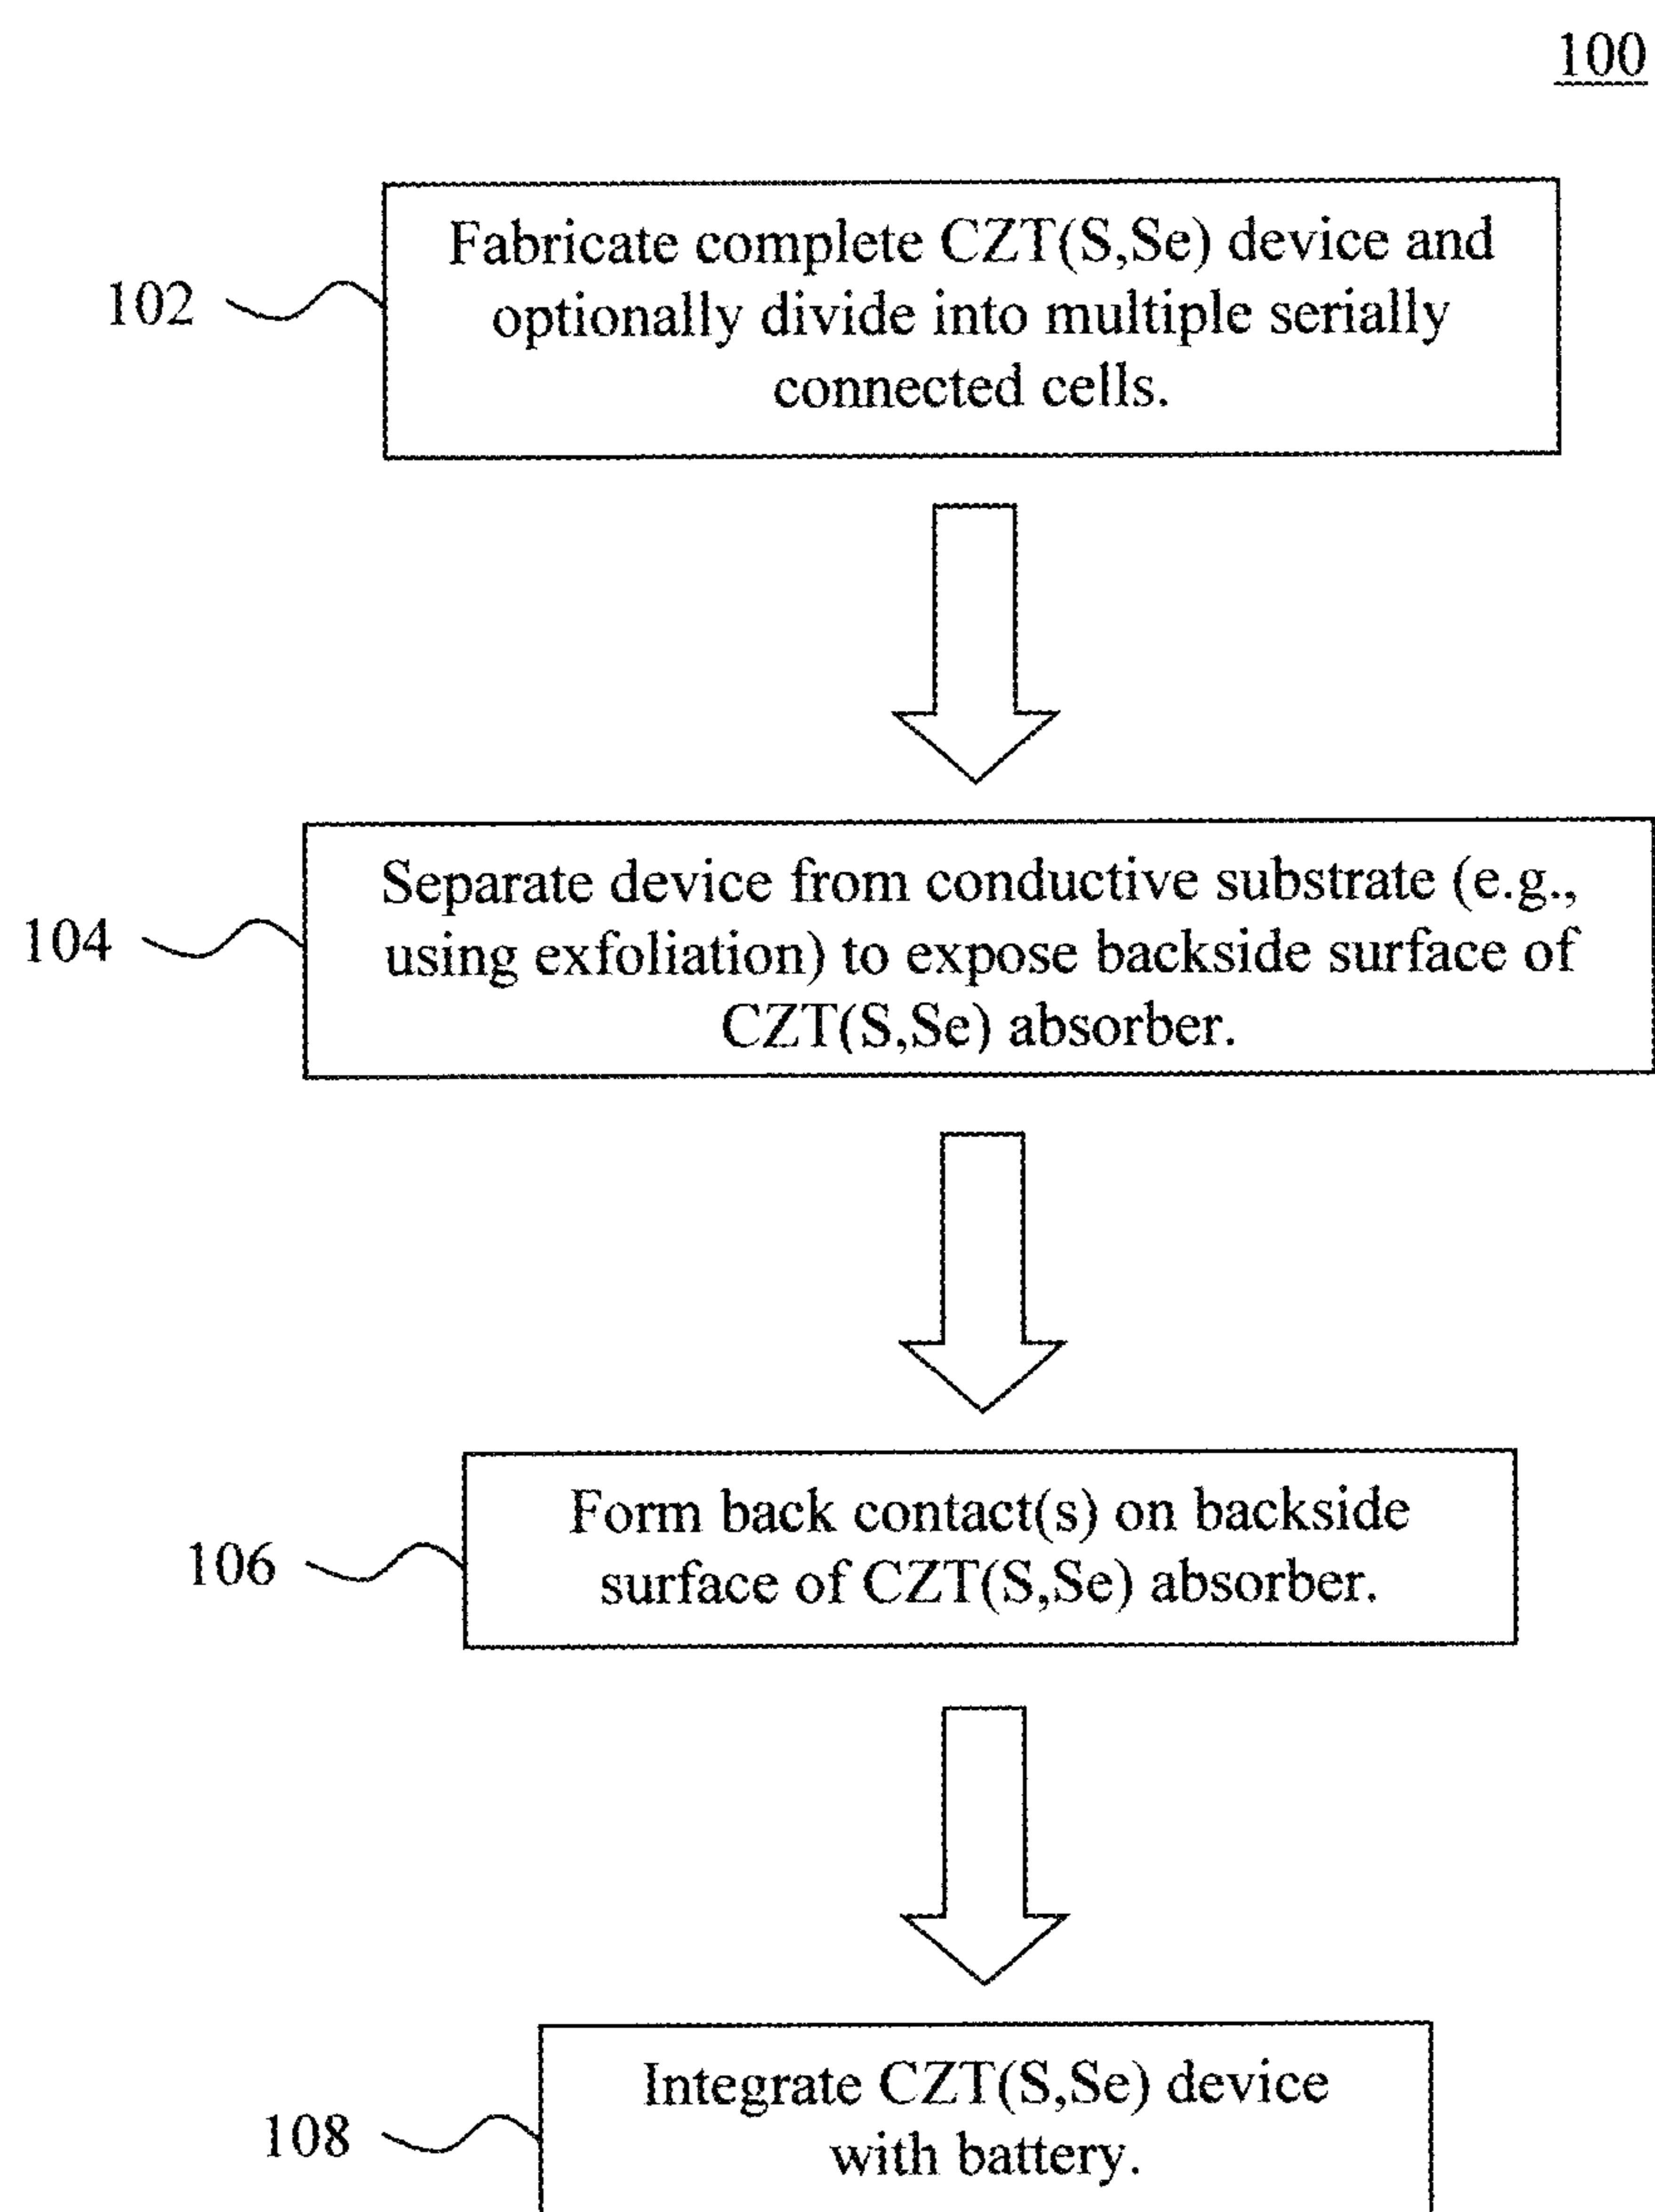 100
102
Fabricate complete CZT(S,Se) device and
optionally divide into multiple serially
connected cells.
104
Separate device from conductive substrate (e.g.,
using exfoliation) to expose backside surface of
CZT(S,Se) absorber.
106
Form back contact(s) on backside
surface of CZT(S,Se) absorber.
108
Integrate CZT(S,Se) device
with battery.